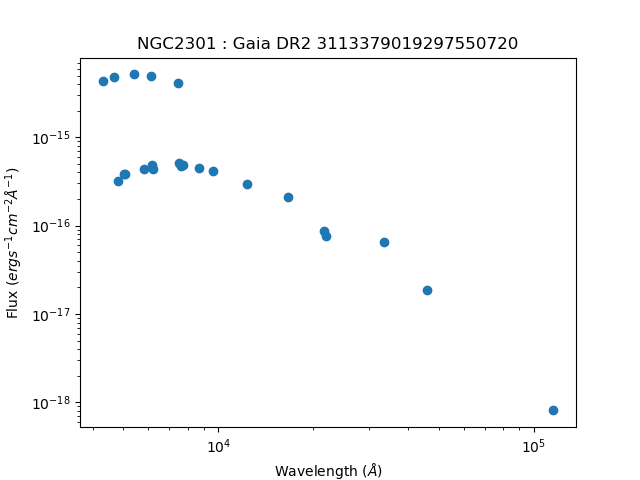 NGC2301 : Gaia DR2 3113379019297550720
Flux (ergs⁻¹cm⁻²Å⁻¹)
10⁻¹⁵
10⁻¹⁶
10⁻¹⁷
10⁻¹⁸
10⁴ 10⁵
Wavelength (Å)